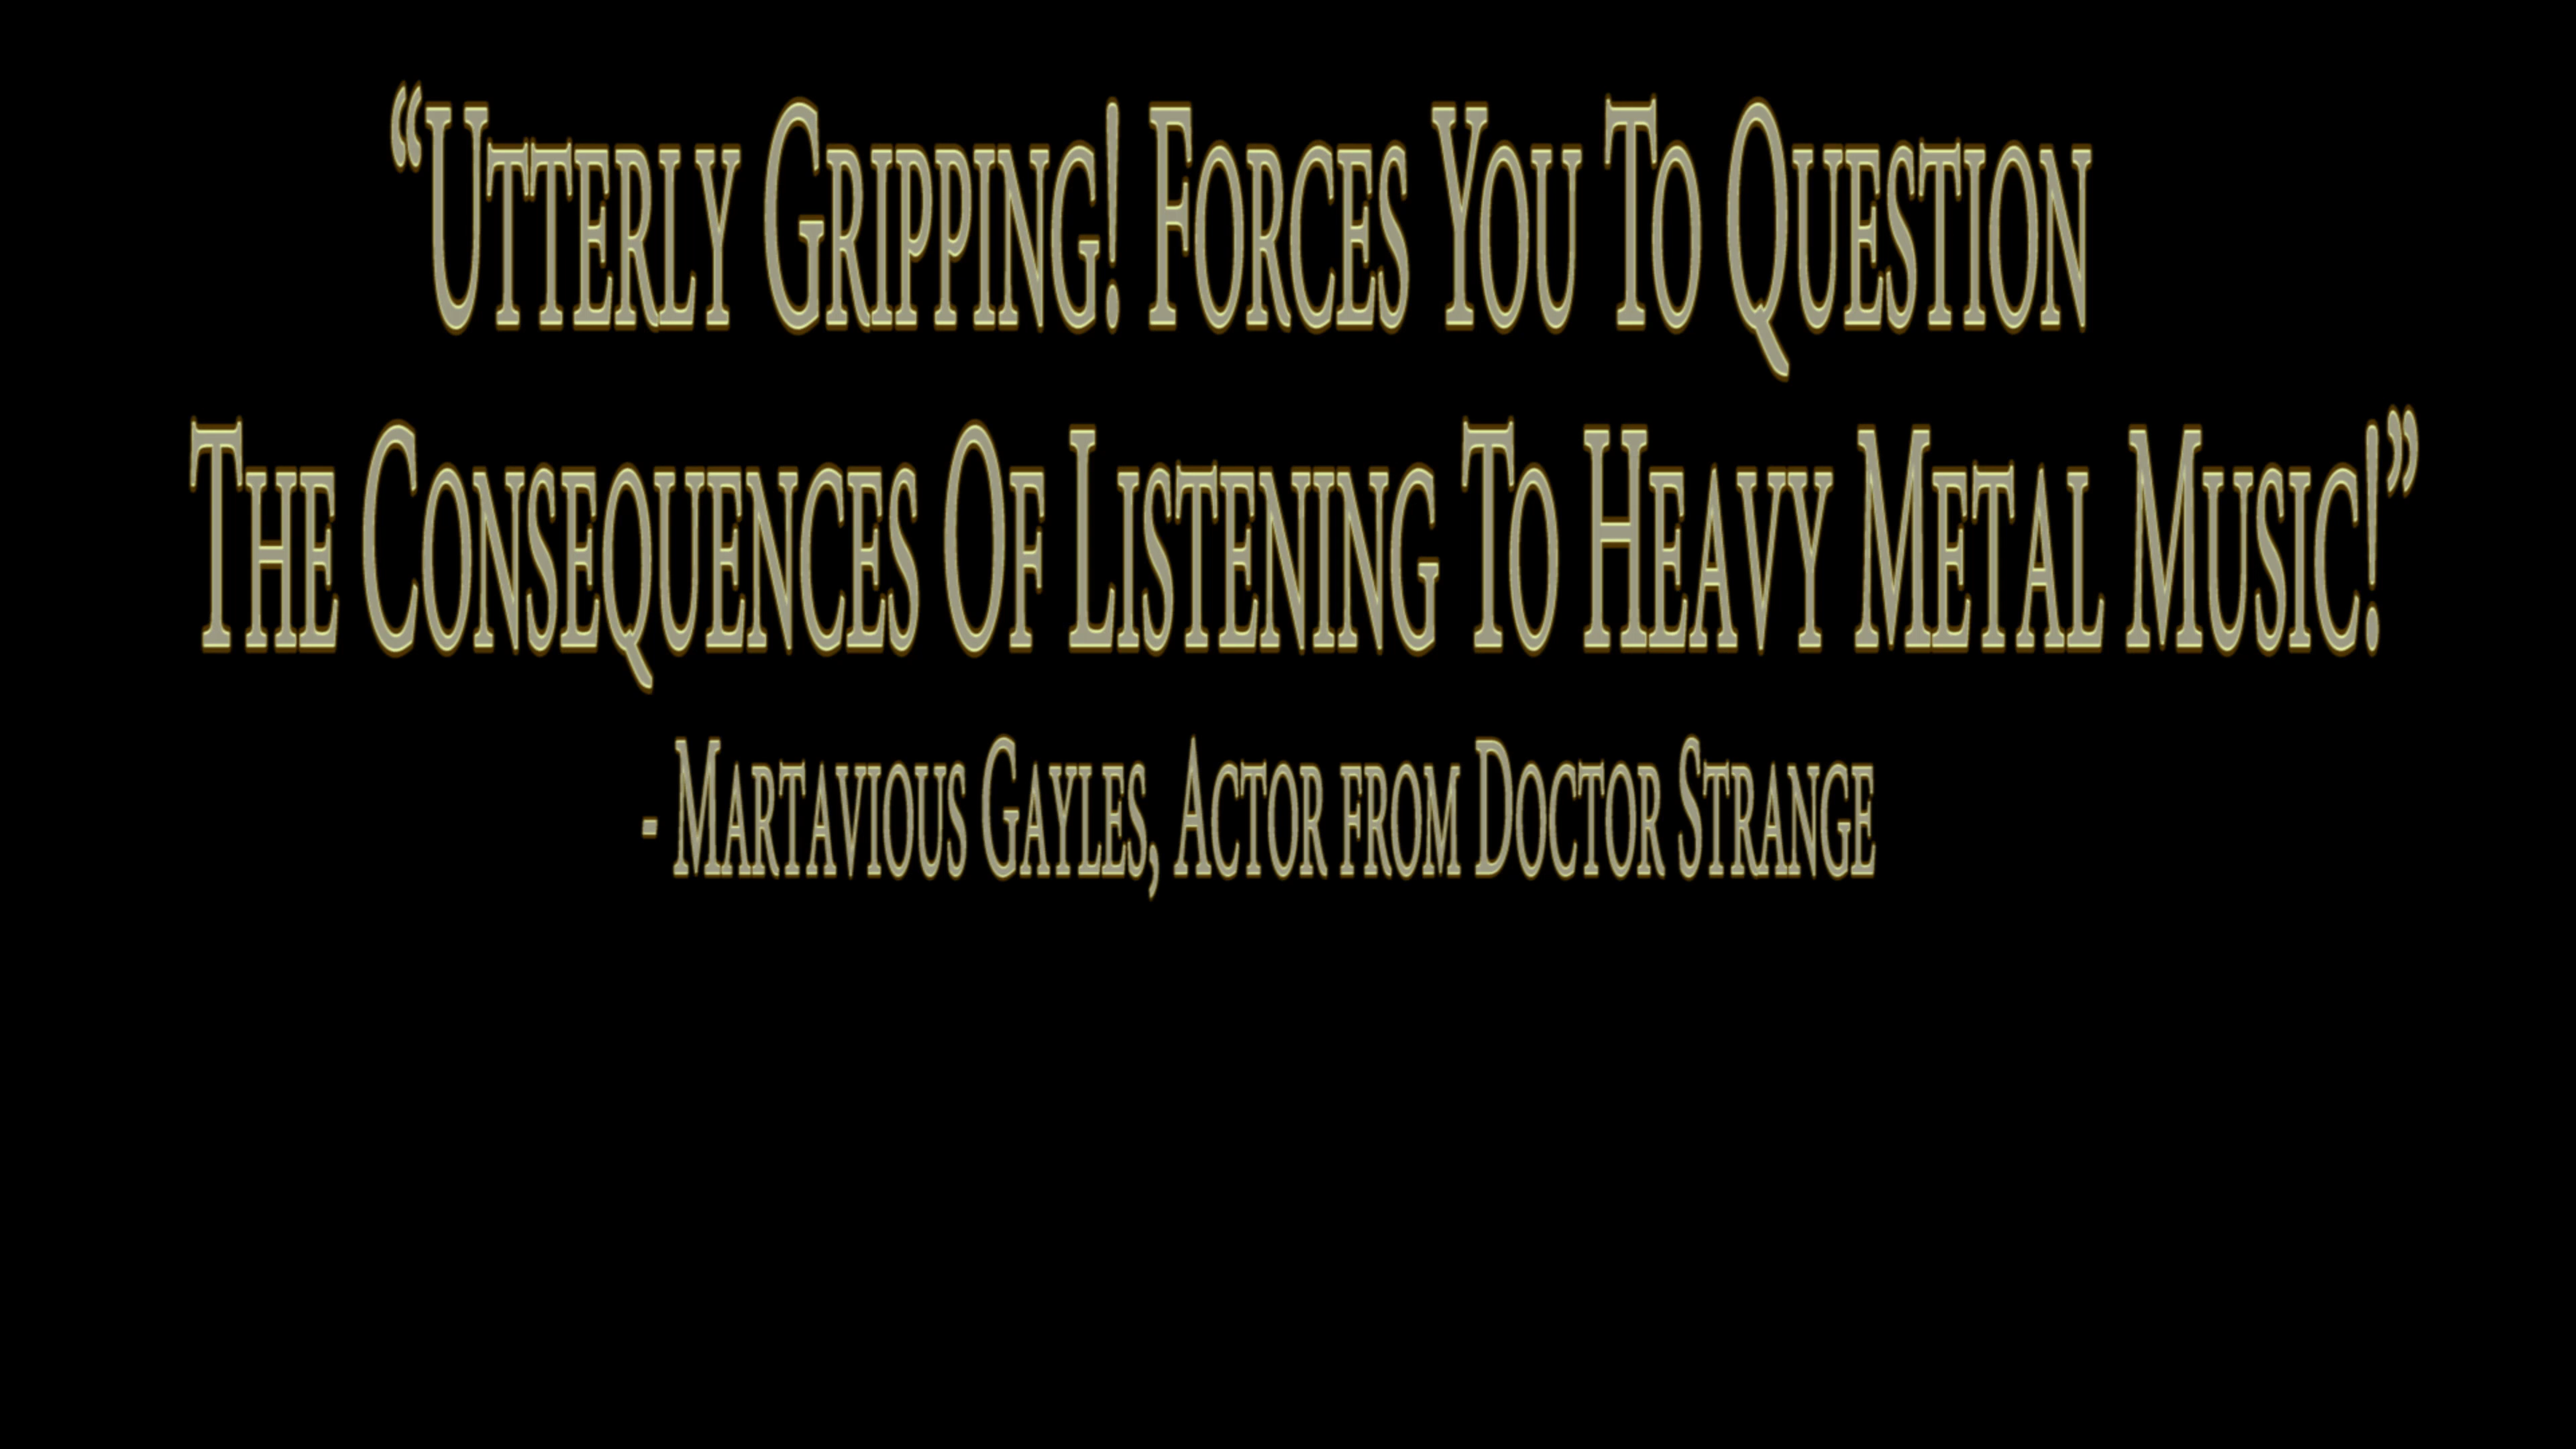 “Utterly Gripping! Forces You To Question
The Consequences Of Listening To Heavy Metal Music!”
- Martavious Gayles, Actor from Doctor Strange